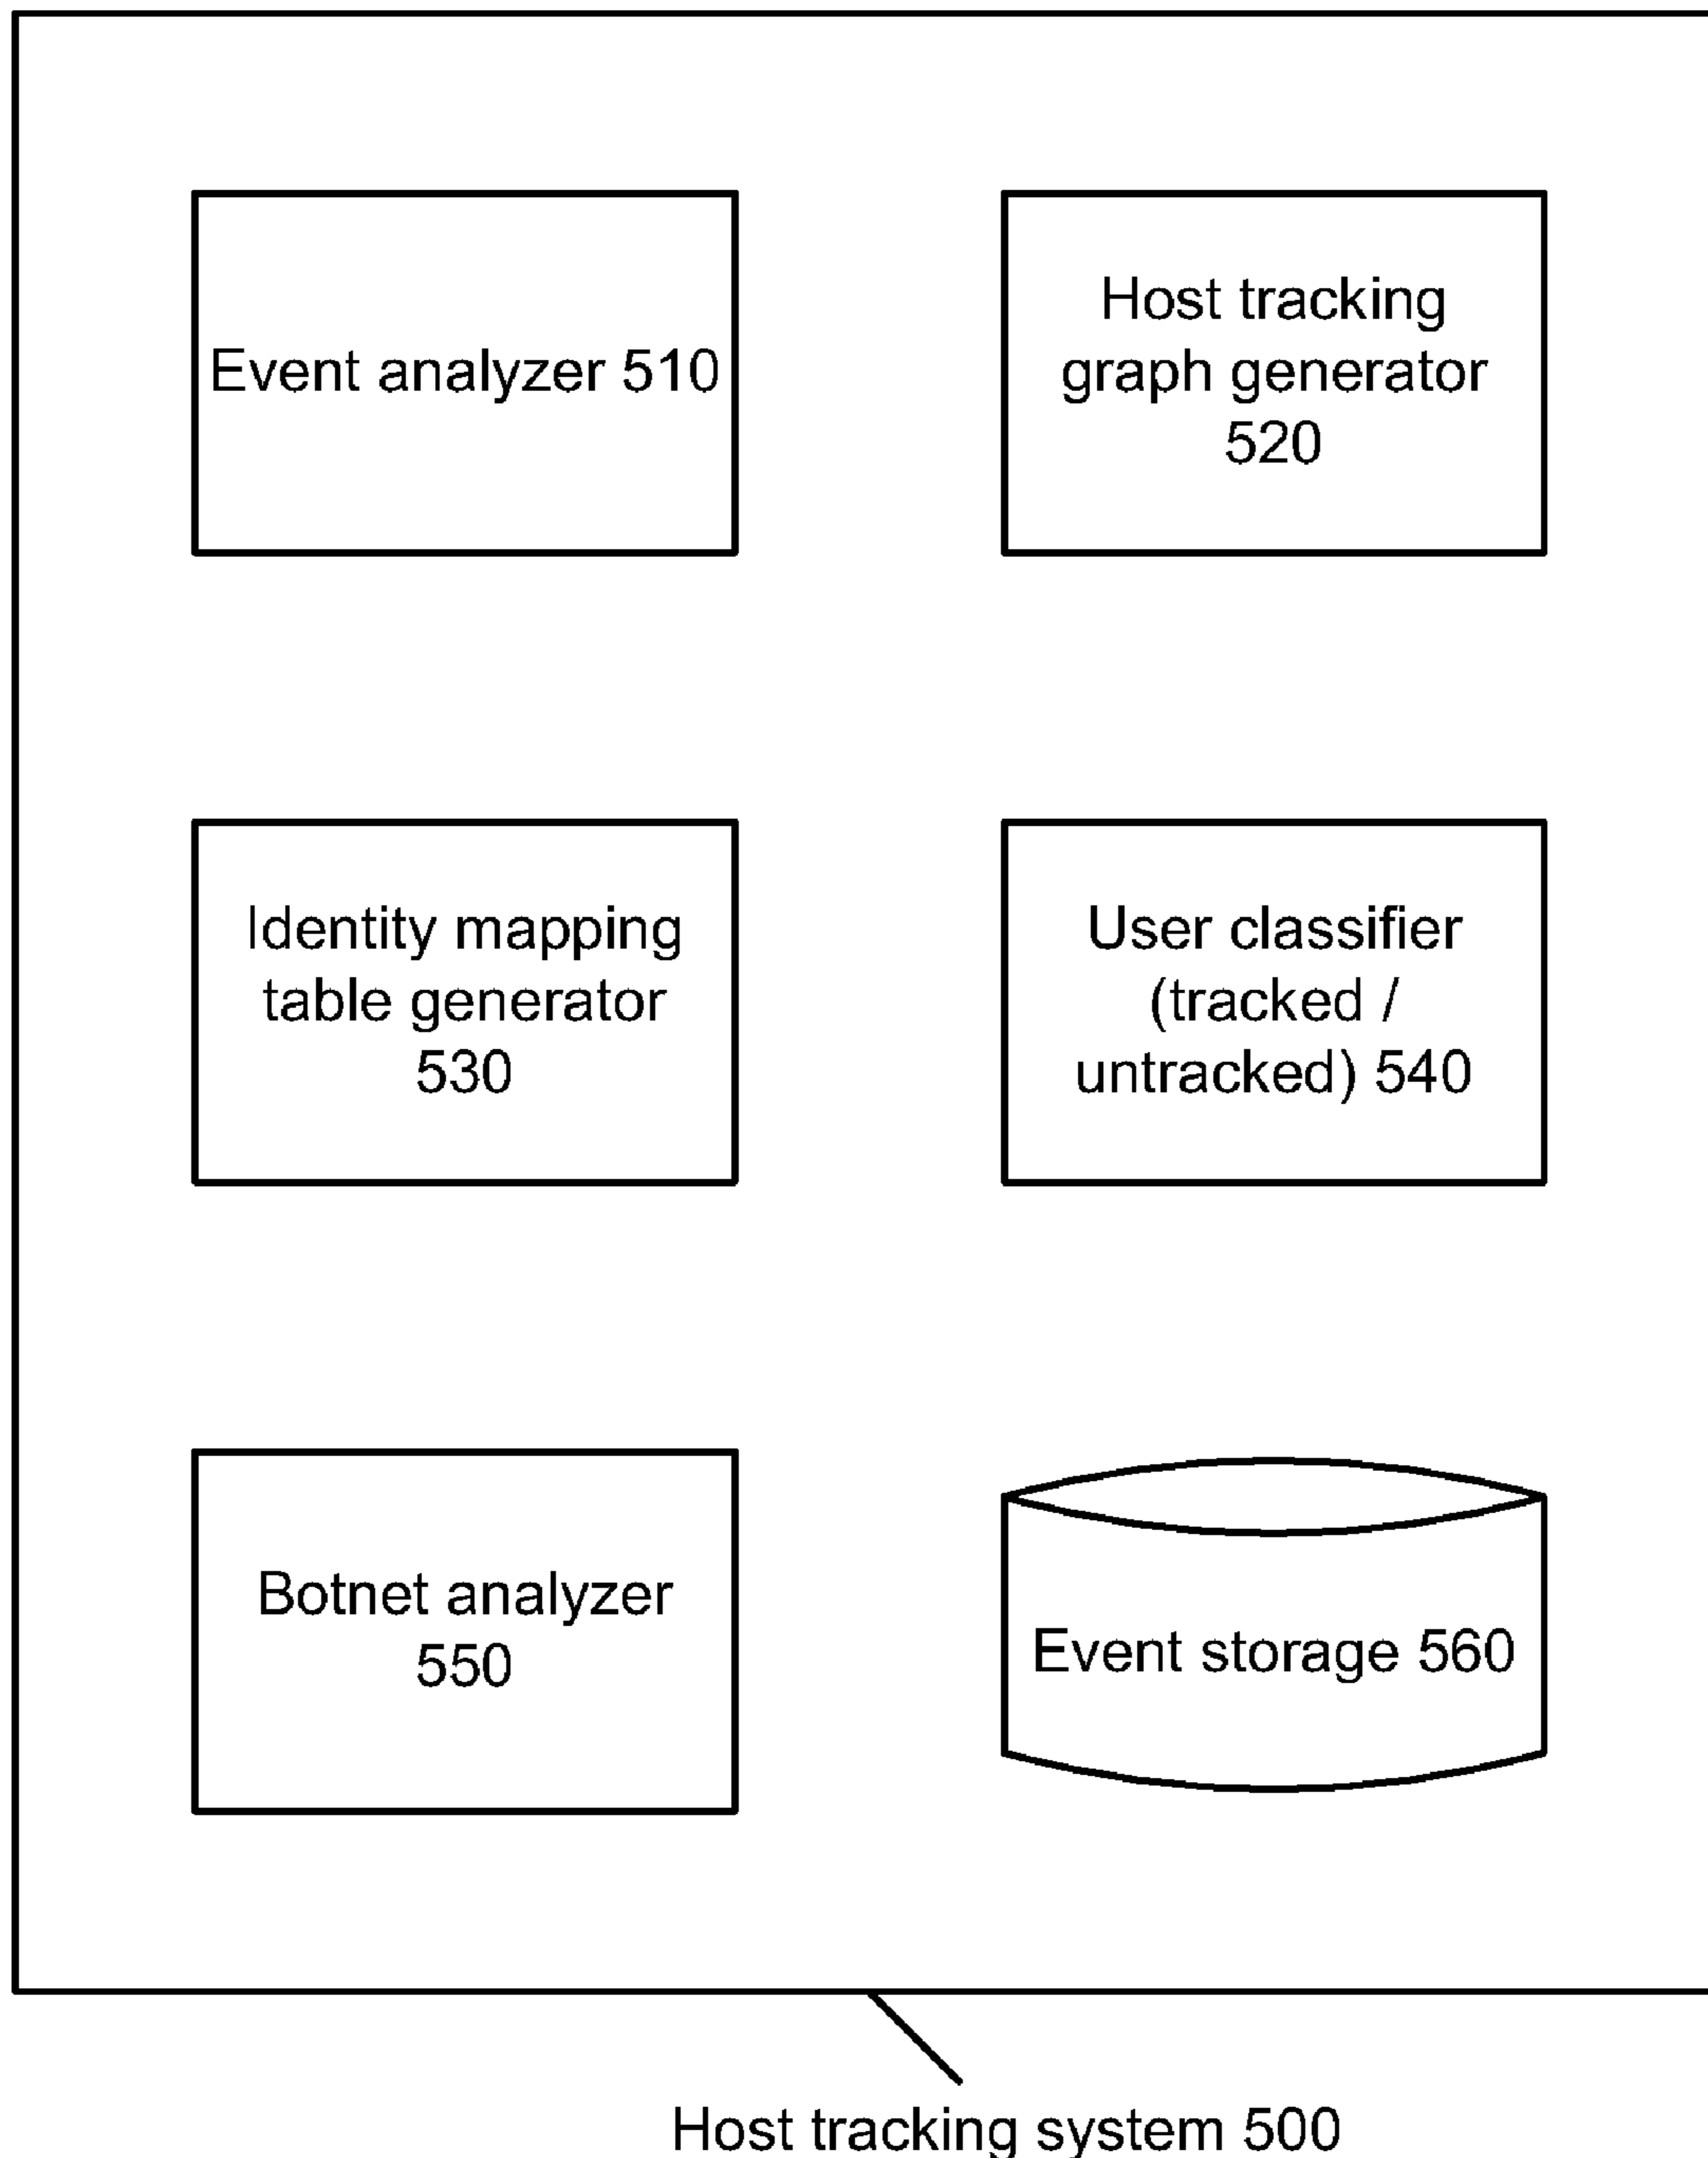 Event analyzer 510
Host tracking
graph generator
520
Identity mapping
table generator
530
User classifier
(tracked /
untracked) 540
Botnet analyzer
550
Event storage 560
Host tracking system 500